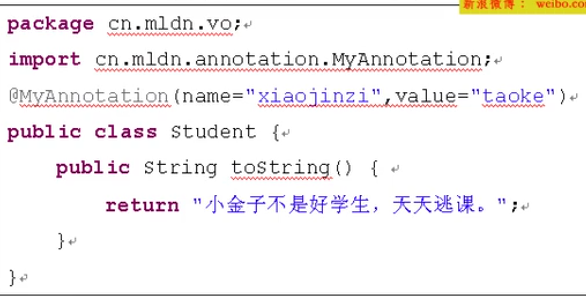 新浪微博： weibo.co
package cn.mldn.vo;
import cn.mldn.annotation.MyAnnotation;
@MyAnnotation(name="xiaojinzi",value="taoke")
public class Student {
public String toString() {
return "小金子不是好学生，天天逃课。";
}
}